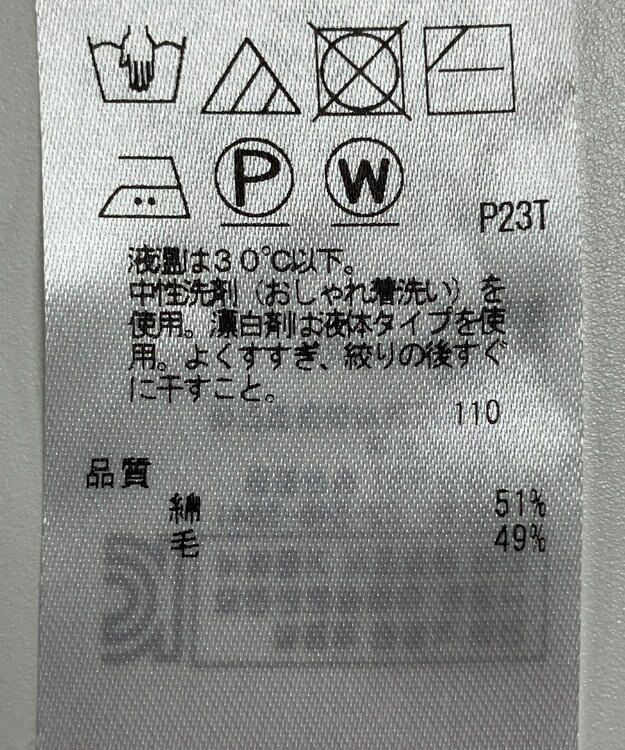 P W
P23T
液温は30℃以下。
中性洗剤（おしゃれ着洗い）を
使用。漂白剤は液体タイプを使
用。よくすすぎ、絞りの後すぐ
に干すこと。
110
品質
綿 51%
毛 49%